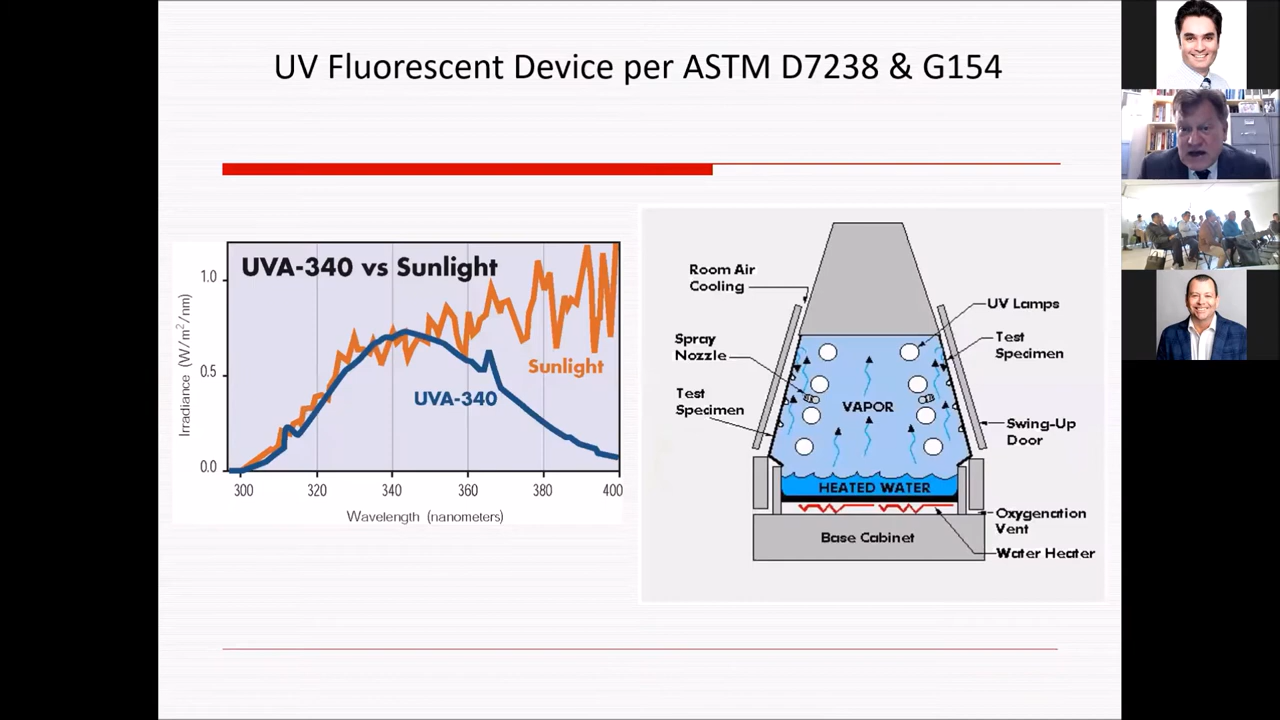 UV Fluorescent Device per ASTM D7238 & G154
UVA-340 vs Sunlight
1.0
0.5
0.0
Irradiance (W/m²/nm)
Sunlight
UVA-340
300 320 340 360 380 400
Wavelength (nanometers)
Room Air
Cooling
UV Lamps
Spray
Nozzle
Test
Specimen
Test
Specimen
VAPOR
Swing-Up
Door
HEATED WATER
Oxygenation
Vent
Base Cabinet
Water Heater